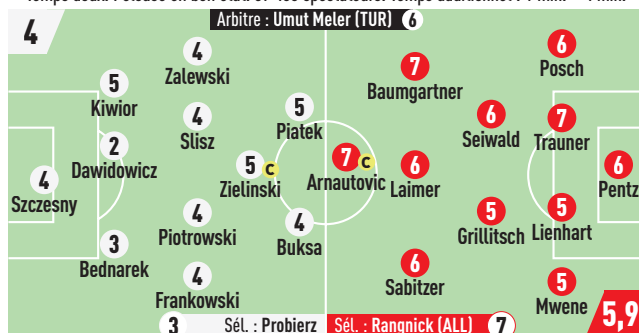 Arbitre : Umut Meler (TUR) 6
4
4
Zalewski
5
Kiwior
4
Slisz
2
Dawidowicz
4
Szczesny
5 C
Zielinski
5
Piatek
4
Piotrowski
4
Buksa
3
Bednarek
4
Frankowski
7
Baumgartner
6
Posch
6
Seiwald
7
Trauner
7 C
Arnautovic
6
Laimer
6
Pentz
5
Grillitsch
5
Lienhart
6
Sabitzer
5
Mwene
5,9
3 Sél. : Probierz
Sél. : Rangnick (ALL) 7